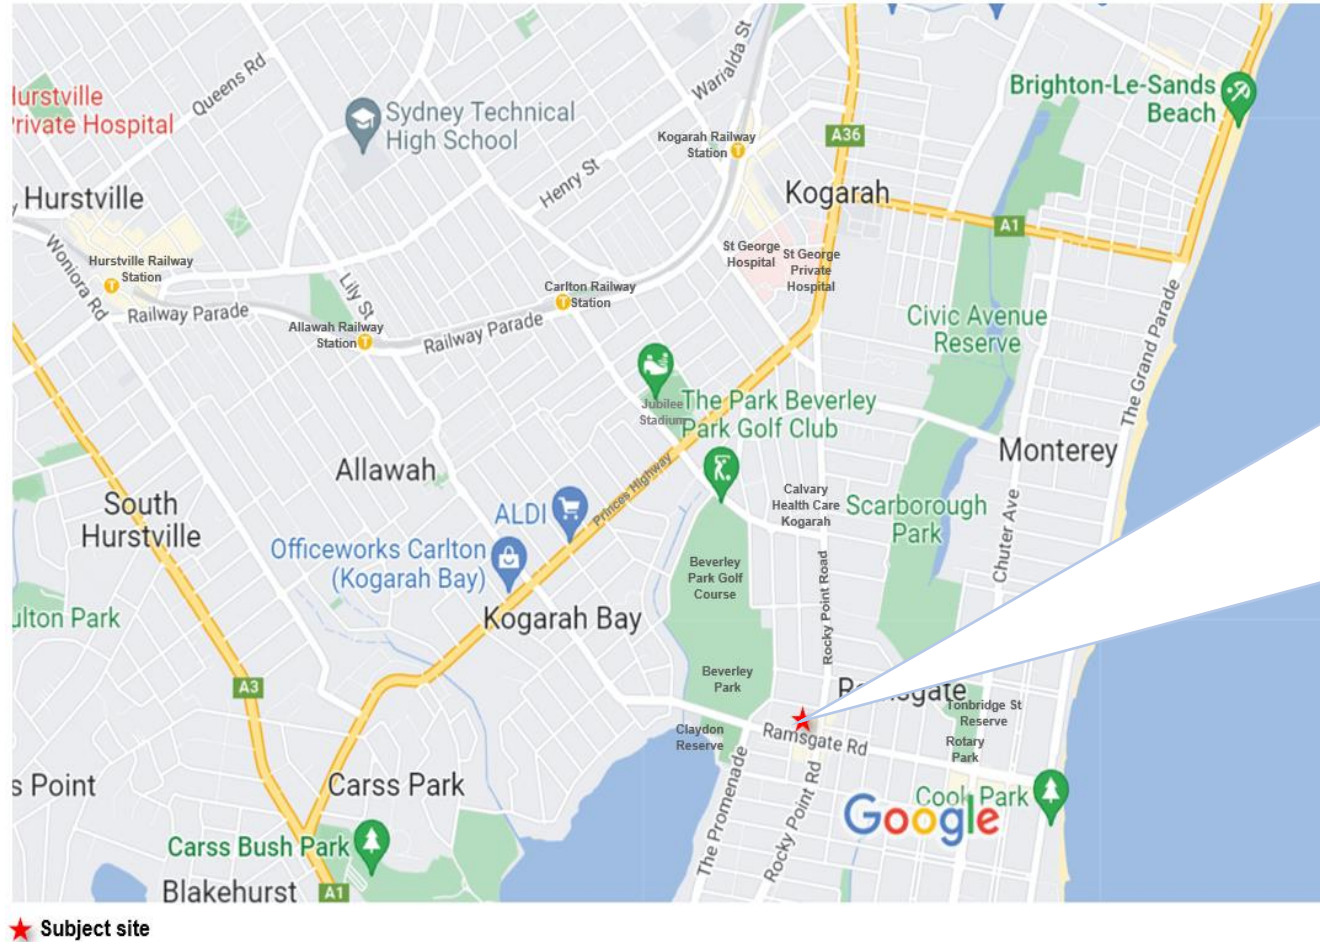 Queens Rd
Warialda St
Brighton-Le-Sands
Beach
Hurstville
Private Hospital
Sydney Technical
High School
Kogarah Railway
Station
T
A36
Henry St
Hurstville
Kogarah
A1
Woniora Rd
St George
Hospital
St George
Private
Hospital
Hurstville Railway
Station
T
Lily St
Carlton Railway
Station
T
Railway Parade
Allawah Railway
Station
T
Railway Parade
Civic Avenue
Reserve
The Grand Parade
Jubilee
Stadium
The Park Beverley
Park Golf Club
Monterey
Allawah
Princes Highway
South
Hurstville
ALDI
Calvary
Health Care
Kogarah
Scarborough
Park
Chuter Ave
Officeworks Carlton
(Kogarah Bay)
Beverley
Park Golf
Course
Rocky Point Road
ulton Park
Kogarah Bay
Beverley
Park
A3
Ramsgate
Tonbridge St
Reserve
Claydon
Reserve
Ramsgate Rd
Rotary
Park
s Point
Carss Park
The Promenade
Rocky Point Rd
Cook Park
Google
Carss Bush Park
Blakehurst
A1
Subject site